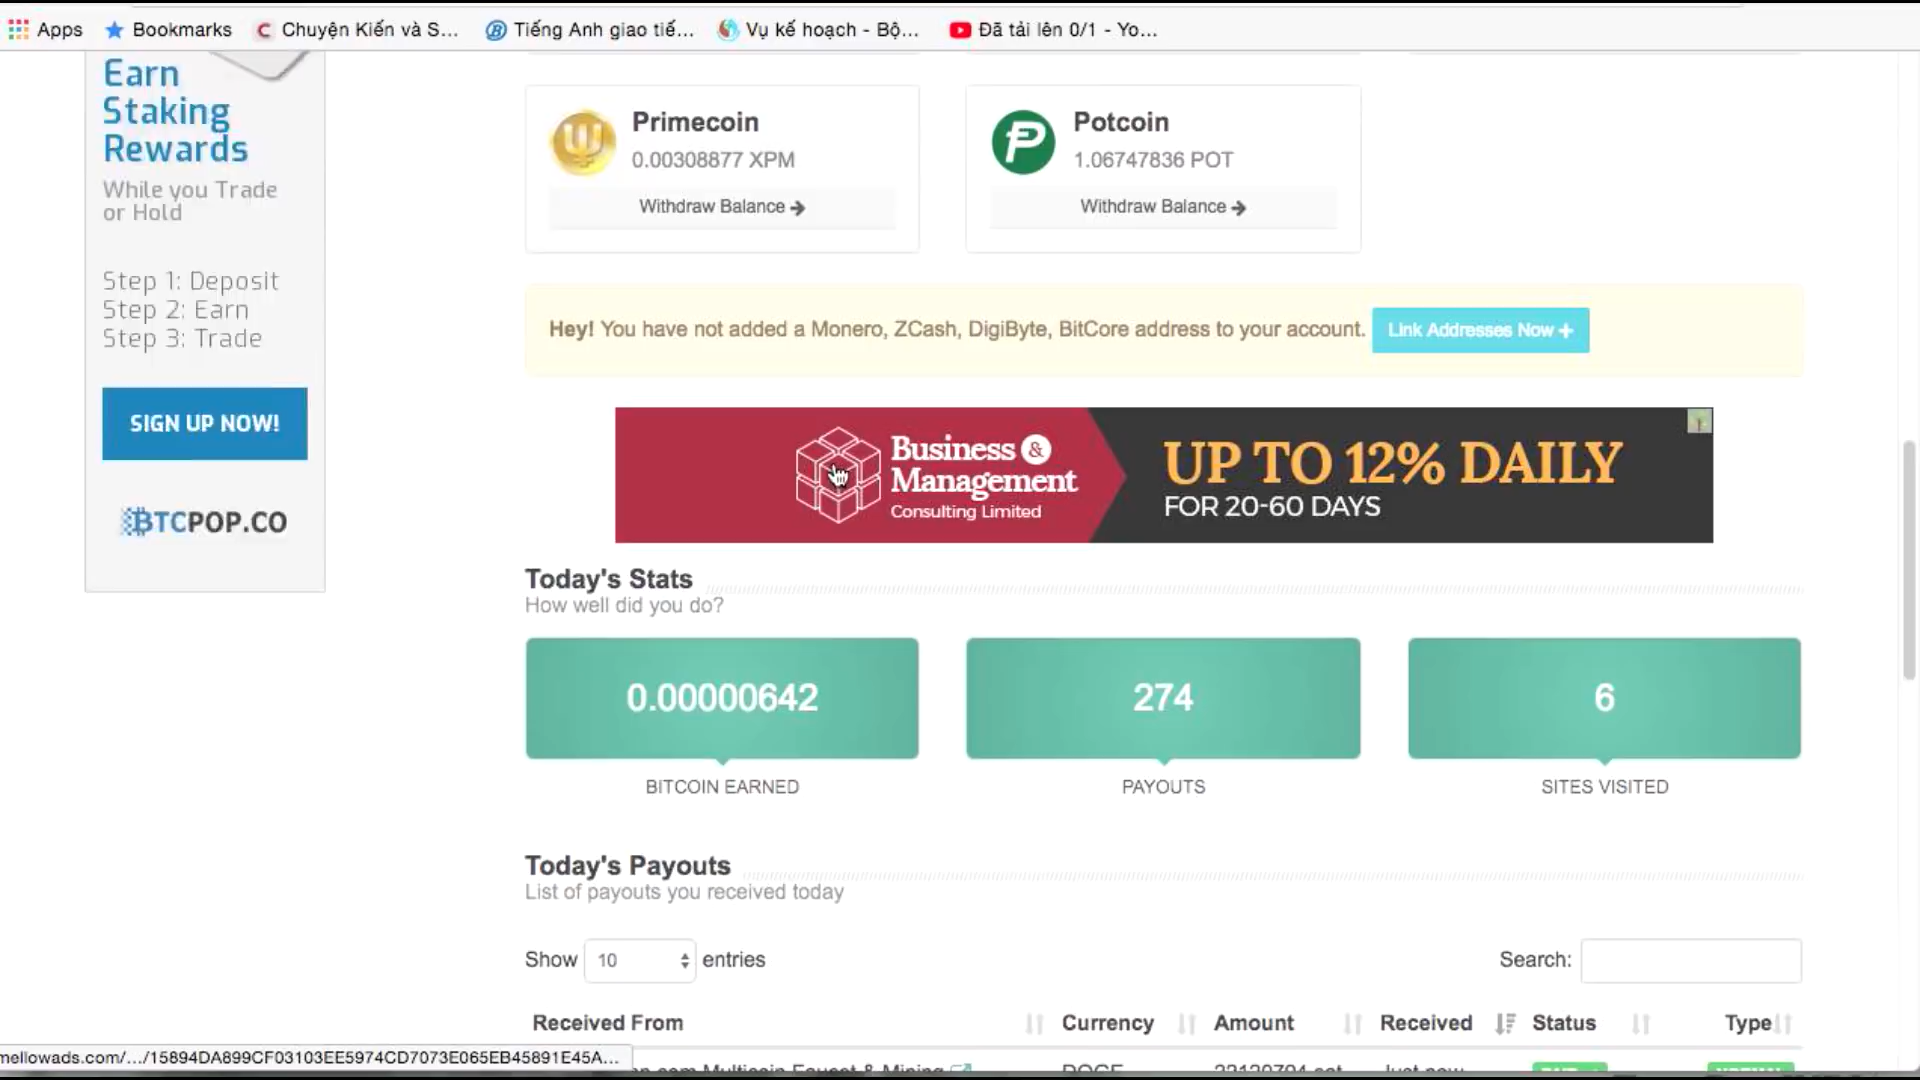 Apps Bookmarks Chuyện Kiến và S... Tiếng Anh giao tiế... Vụ kế hoạch - Bộ... Đã tải lên 0/1 - Yo...
Earn
Staking
Rewards
While you Trade
or Hold
Step 1: Deposit
Step 2: Earn
Step 3: Trade
SIGN UP NOW!
BTCPOP.CO
Primecoin
0.00308877 XPM
Withdraw Balance
Potcoin
1.06747836 POT
Withdraw Balance
Hey! You have not added a Monero, ZCash, DigiByte, BitCore address to your account. Link Addresses Now +
Business &
Management
Consulting Limited
UP TO 12% DAILY
FOR 20-60 DAYS
Today's Stats
How well did you do?
0.00000642
BITCOIN EARNED
274
PAYOUTS
6
SITES VISITED
Today's Payouts
List of payouts you received today
Show 10 entries
Search:
Received From Currency Amount Received Status Type
mellowads.com/.../15894DA899CF03103EE5974CD7073E065EB45891E45A...
Multicoin Faucet & Mining DOGE Just now